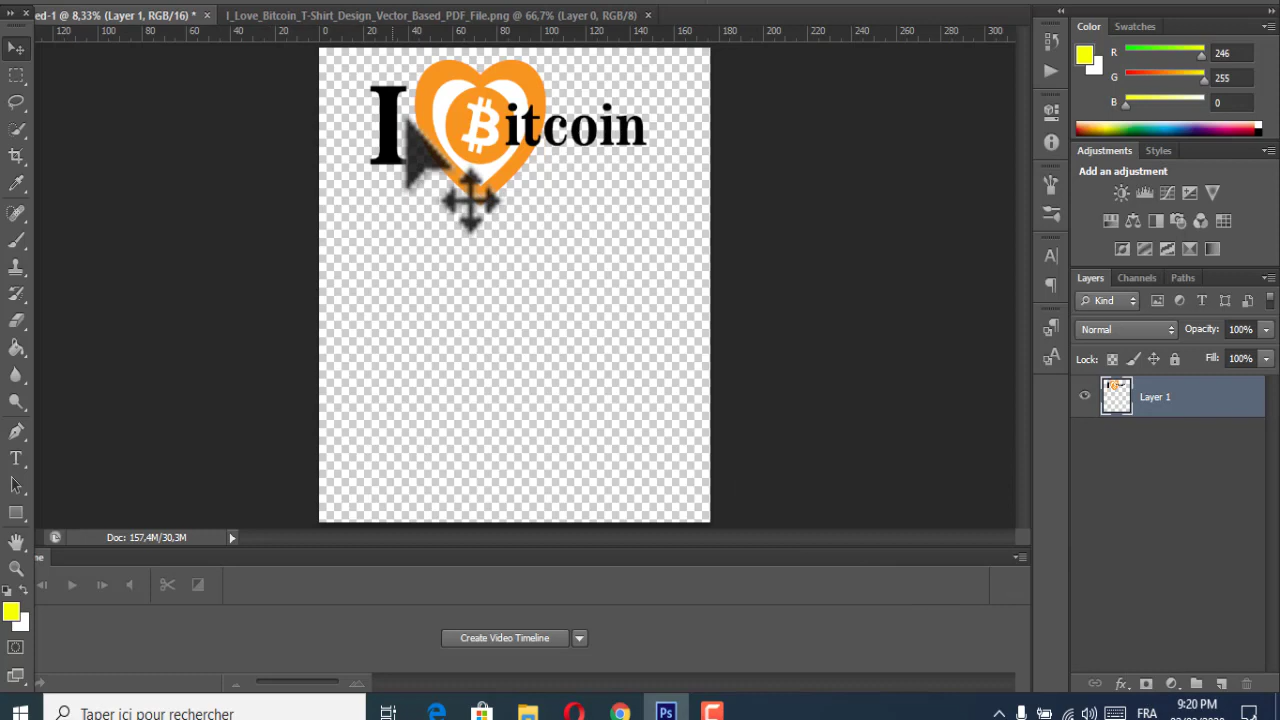 ed-1 @ 8,33% (Layer 1, RGB/16) * × I_Love_Bitcoin_T-Shirt_Design_Vector_Based_PDF_File.png @ 66,7% (Layer 0, RGB/8) ×
120 100 80 60 40 20 0 20 40 60 80 100 120 140 160 180 200 220 240 260 280 300
I Bitcoin
Color Swatches
R 246
G 255
B 0
Adjustments Styles
Add an adjustment
Layers Channels Paths
Kind
Normal Opacity: 100%
Lock: Fill: 100%
Layer 1
Doc: 157,4M/30,3M
ne
Create Video Timeline
Taper ici pour rechercher
Ps
FRA
9:20 PM